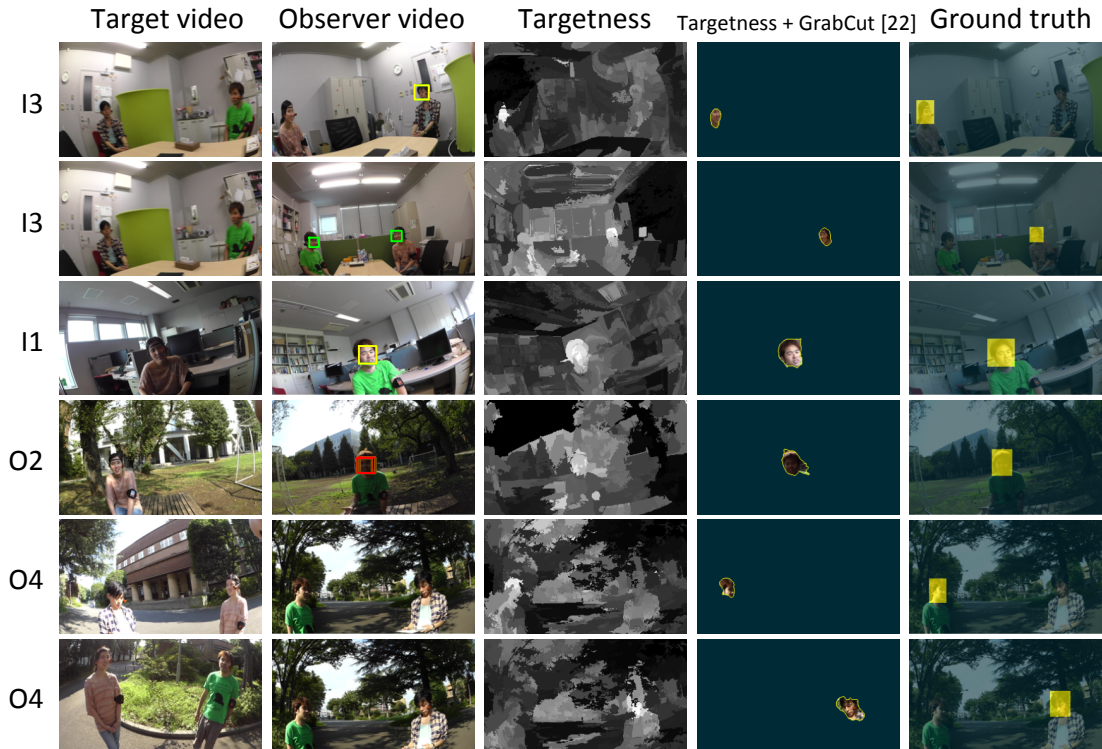 Target video Observer video Targetness Targetness + GrabCut [22] Ground truth
I3
I3
I1
O2
O4
O4